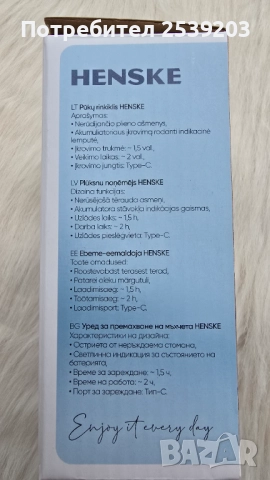 Потребител 2539203
HENSKE
LT Pūkų rinkiklis HENSKE
Aprašymas:
• Nerūdijančio plieno ašmenys,
• Akumuliatoriaus įkrovimą rodanti indikacinė
lemputė,
• Įkrovimo trukmė: ~ 1,5 val.,
• Veikimo laikas: ~ 2 val.,
• Įkrovimo jungtis: Type-C.
LV Plūksnu noņēmējs HENSKE
Dizaina funkcijas:
• Nerūsējošā tērauda asmeņi,
• Akumulatora stāvokļa indikācijas gaismas,
• Uzlādes laiks: ~ 1,5 h,
• Darba laiks: ~ 2 h,
• Uzlādes pieslēgvieta: Type-C.
EE Ebeme-eemaldaja HENSKE
Toote omadused:
• Roostevabast terasest terad,
• Patarei oleku märgutuli,
• Laadimisaeg: ~ 1,5 h,
• Töötamisaeg: ~ 2 h,
• Laadimisport: Type-C,
BG Уред за премахване на мъхчета HENSKE
Характеристики на дизайна:
• Остриета от неръждаема стомана,
• Светлинна индикация за състоянието на
батерията,
• Време за зареждане: ~ 1,5ч,
• Време на работа: ~ 2 ч,
• Порт за зареждане: Тип-С.
Enjoy it every day
BAZAR